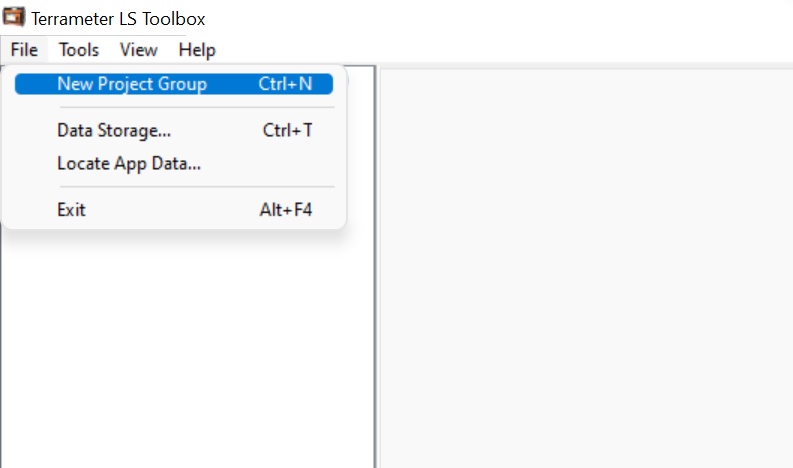 Terrameter LS Toolbox
File Tools View Help
New Project Group Ctrl+N
Data Storage... Ctrl+T
Locate App Data...
Exit Alt+F4